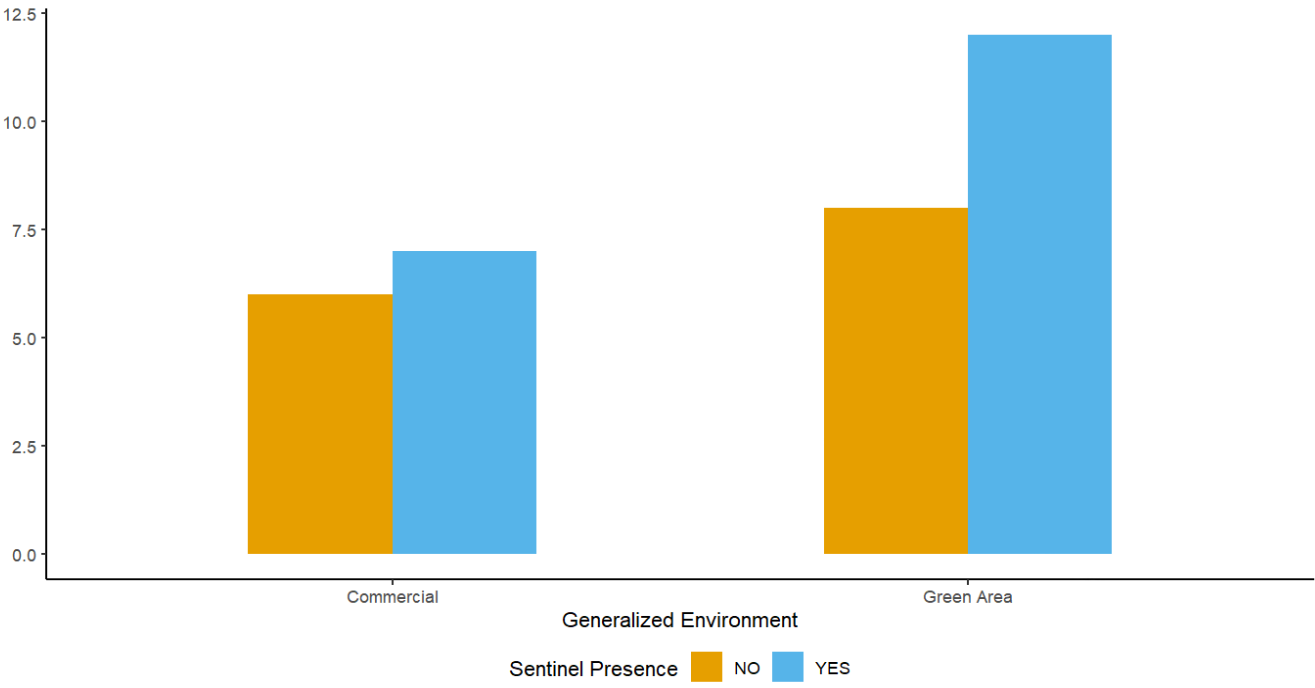 12.5
10.0
7.5
5.0
2.5
0.0
Commercial Green Area
Generalized Environment
Sentinel Presence NO YES